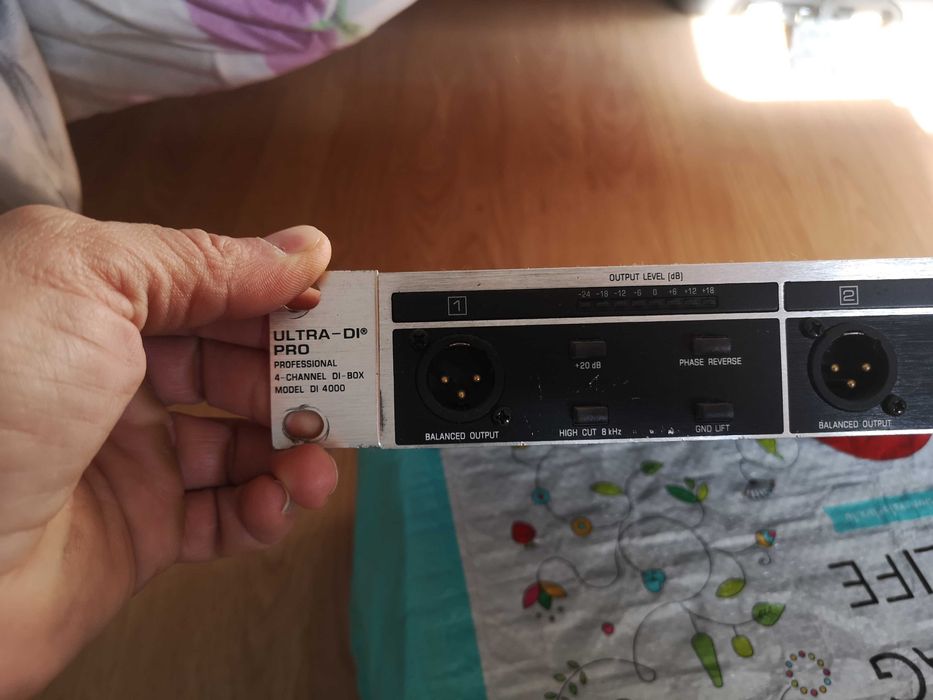 OUTPUT LEVEL (dB)
1
-24 -18 -12 -6 0 +6 +12 +18
2
ULTRA-DI®
PRO
PROFESSIONAL
4-CHANNEL DI-BOX
MODEL DI 4000
+20 dB
PHASE REVERSE
BALANCED OUTPUT
HIGH CUT 8 kHz
GND LIFT
BALANCED OUTPUT
LIFE
AG